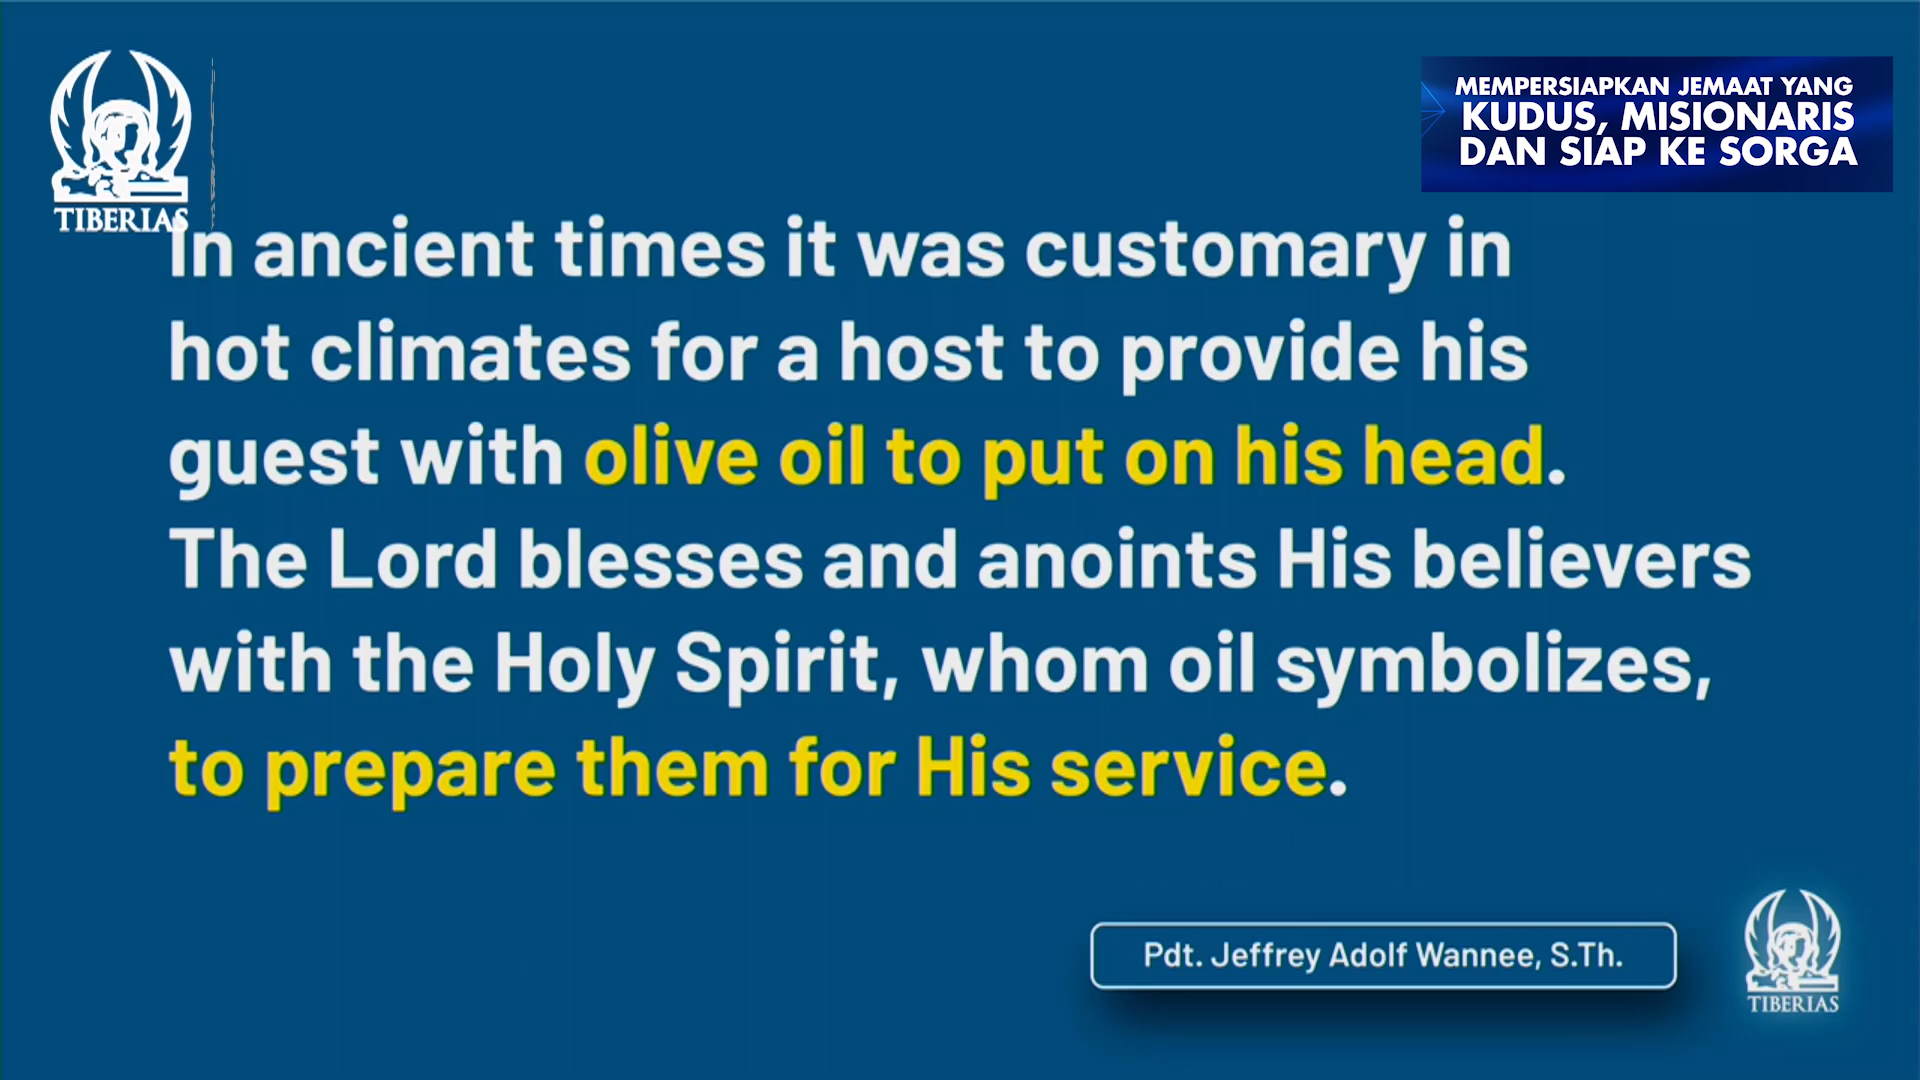 TIBERIAS
MEMPERSIAPKAN JEMAAT YANG
KUDUS, MISIONARIS
DAN SIAP KE SORGA
In ancient times it was customary in
hot climates for a host to provide his
guest with olive oil to put on his head.
The Lord blesses and anoints His believers
with the Holy Spirit, whom oil symbolizes,
to prepare them for His service.
Pdt. Jeffrey Adolf Wannee, S.Th.
TIBERIAS